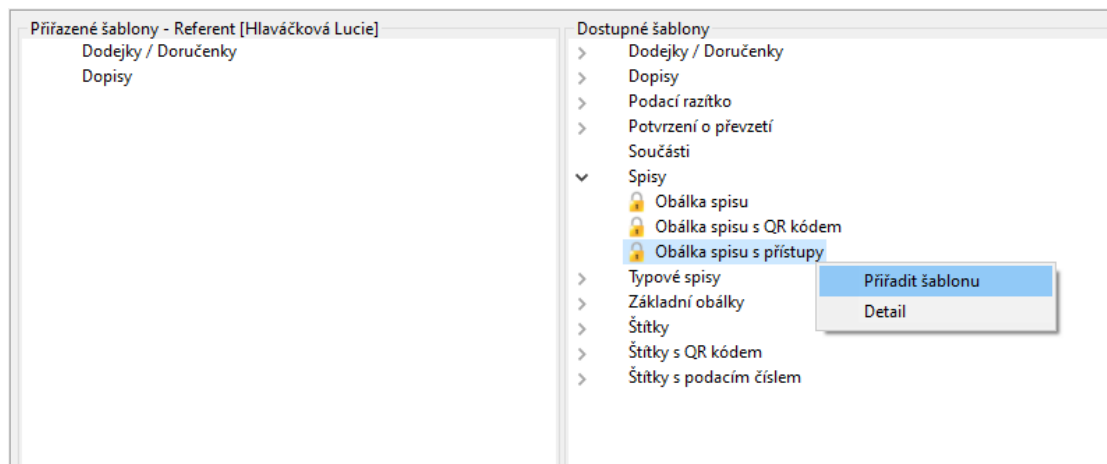 Přiřazené šablony - Referent [Hlaváčková Lucie]
Dodejky / Doručenky
Dopisy
Dostupné šablony
Dodejky / Doručenky
Dopisy
Podací razítko
Potvrzení o převzetí
Součásti
Spisy
Obálka spisu
Obálka spisu s QR kódem
Obálka spisu s přístupy
Typové spisy
Základní obálky
Štítky
Štítky s QR kódem
Štítky s podacím číslem
Přiřadit šablonu
Detail